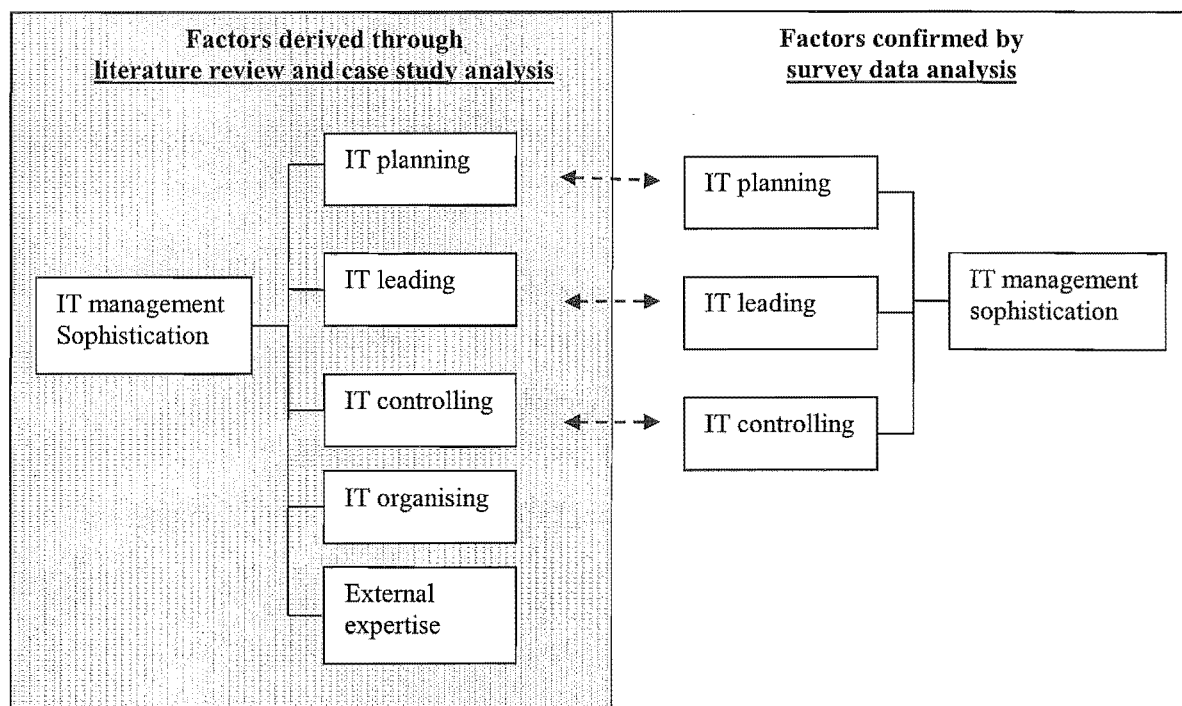 Factors derived through
literature review and case study analysis
IT management
Sophistication
IT planning
IT leading
IT controlling
IT organising
External
expertise
Factors confirmed by
survey data analysis
IT planning
IT leading
IT controlling
IT management
sophistication